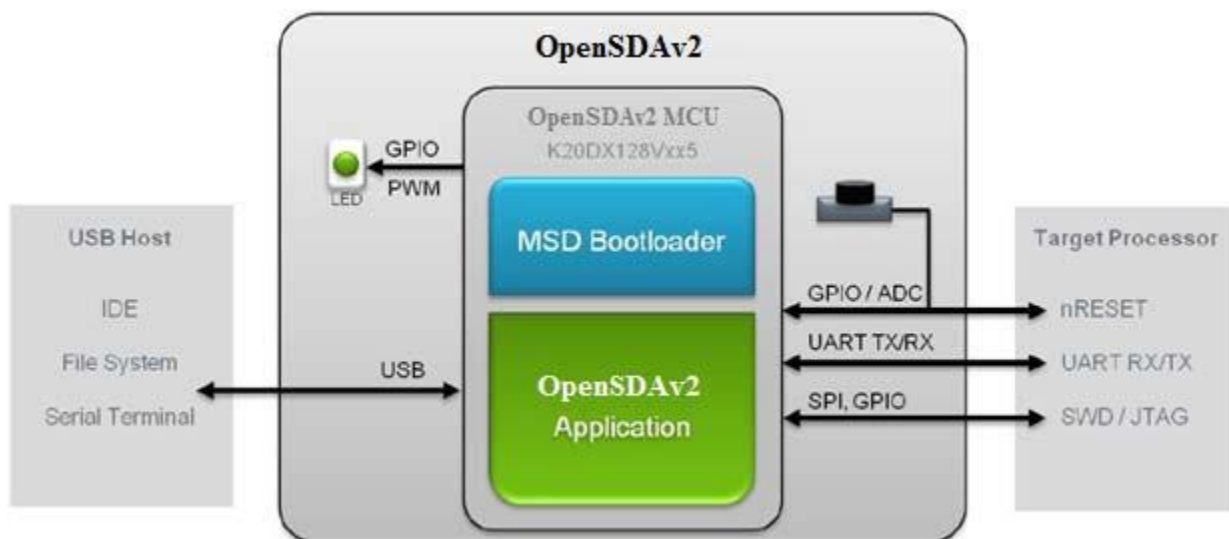 OpenSDAv2
OpenSDAv2 MCU
K20DX128Vxx5
GPIO
PWM
LED
MSD Bootloader
OpenSDAv2
Application
USB Host
IDE
File System
Serial Terminal
USB
GPIO / ADC
UART TX/RX
SPI, GPIO
Target Processor
nRESET
UART RX/TX
SWD / JTAG